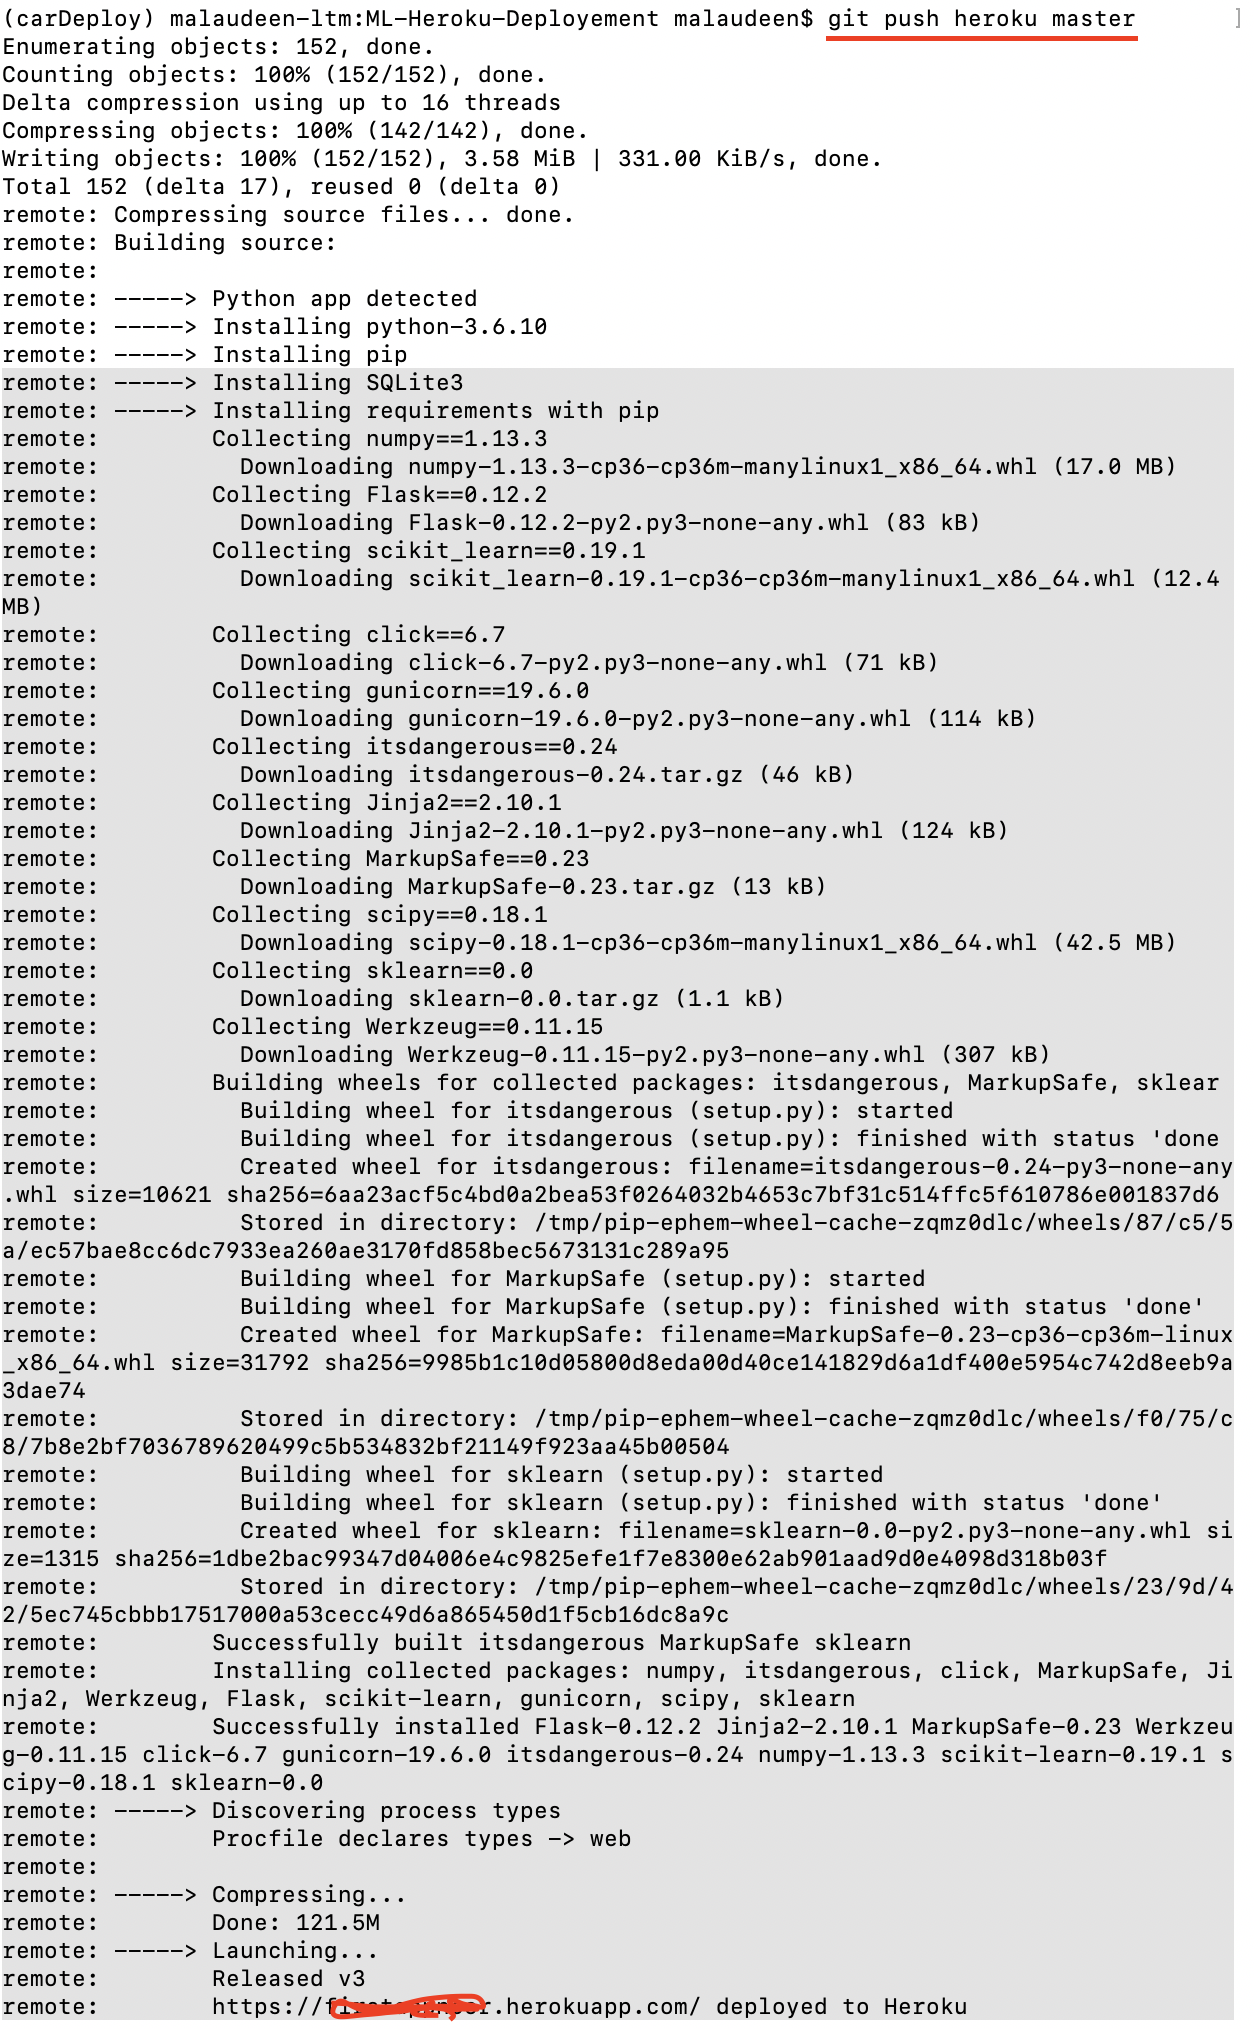 (carDeploy) malaudeen-ltm:ML-Heroku-Deployement malaudeen$ git push heroku master
Enumerating objects: 152, done.
Counting objects: 100% (152/152), done.
Delta compression using up to 16 threads
Compressing objects: 100% (142/142), done.
Writing objects: 100% (152/152), 3.58 MiB | 331.00 KiB/s, done.
Total 152 (delta 17), reused 0 (delta 0)
remote: Compressing source files... done.
remote: Building source:
remote:
remote: -----> Python app detected
remote: -----> Installing python-3.6.10
remote: -----> Installing pip
remote: -----> Installing SQLite3
remote: -----> Installing requirements with pip
remote:        Collecting numpy==1.13.3
remote:          Downloading numpy-1.13.3-cp36-cp36m-manylinux1_x86_64.whl (17.0 MB)
remote:        Collecting Flask==0.12.2
remote:          Downloading Flask-0.12.2-py2.py3-none-any.whl (83 kB)
remote:        Collecting scikit_learn==0.19.1
remote:          Downloading scikit_learn-0.19.1-cp36-cp36m-manylinux1_x86_64.whl (12.4
MB)
remote:        Collecting click==6.7
remote:          Downloading click-6.7-py2.py3-none-any.whl (71 kB)
remote:        Collecting gunicorn==19.6.0
remote:          Downloading gunicorn-19.6.0-py2.py3-none-any.whl (114 kB)
remote:        Collecting itsdangerous==0.24
remote:          Downloading itsdangerous-0.24.tar.gz (46 kB)
remote:        Collecting Jinja2==2.10.1
remote:          Downloading Jinja2-2.10.1-py2.py3-none-any.whl (124 kB)
remote:        Collecting MarkupSafe==0.23
remote:          Downloading MarkupSafe-0.23.tar.gz (13 kB)
remote:        Collecting scipy==0.18.1
remote:          Downloading scipy-0.18.1-cp36-cp36m-manylinux1_x86_64.whl (42.5 MB)
remote:        Collecting sklearn==0.0
remote:          Downloading sklearn-0.0.tar.gz (1.1 kB)
remote:        Collecting Werkzeug==0.11.15
remote:          Downloading Werkzeug-0.11.15-py2.py3-none-any.whl (307 kB)
remote:        Building wheels for collected packages: itsdangerous, MarkupSafe, sklear
remote:          Building wheel for itsdangerous (setup.py): started
remote:          Building wheel for itsdangerous (setup.py): finished with status 'done
remote:          Created wheel for itsdangerous: filename=itsdangerous-0.24-py3-none-any
.whl size=10621 sha256=6aa23acf5c4bd0a2bea53f0264032b4653c7bf31c514ffc5f610786e001837d6
remote:          Stored in directory: /tmp/pip-ephem-wheel-cache-zqmz0dlc/wheels/87/c5/5
a/ec57bae8cc6dc7933ea260ae3170fd858bec5673131c289a95
remote:          Building wheel for MarkupSafe (setup.py): started
remote:          Building wheel for MarkupSafe (setup.py): finished with status 'done'
remote:          Created wheel for MarkupSafe: filename=MarkupSafe-0.23-cp36-cp36m-linux
_x86_64.whl size=31792 sha256=9985b1c10d05800d8eda00d40ce141829d6a1df400e5954c742d8eeb9a
3dae74
remote:          Stored in directory: /tmp/pip-ephem-wheel-cache-zqmz0dlc/wheels/f0/75/c
8/7b8e2bf7036789620499c5b534832bf21149f923aa45b00504
remote:          Building wheel for sklearn (setup.py): started
remote:          Building wheel for sklearn (setup.py): finished with status 'done'
remote:          Created wheel for sklearn: filename=sklearn-0.0-py2.py3-none-any.whl si
ze=1315 sha256=1dbe2bac99347d04006e4c9825efe1f7e8300e62ab901aad9d0e4098d318b03f
remote:          Stored in directory: /tmp/pip-ephem-wheel-cache-zqmz0dlc/wheels/23/9d/4
2/5ec745cbbb17517000a53cecc49d6a865450d1f5cb16dc8a9c
remote:        Successfully built itsdangerous MarkupSafe sklearn
remote:        Installing collected packages: numpy, itsdangerous, click, MarkupSafe, Ji
nja2, Werkzeug, Flask, scikit-learn, gunicorn, scipy, sklearn
remote:        Successfully installed Flask-0.12.2 Jinja2-2.10.1 MarkupSafe-0.23 Werkzeu
g-0.11.15 click-6.7 gunicorn-19.6.0 itsdangerous-0.24 numpy-1.13.3 scikit-learn-0.19.1 s
cipy-0.18.1 sklearn-0.0
remote: -----> Discovering process types
remote:        Procfile declares types -> web
remote:
remote: -----> Compressing...
remote:        Done: 121.5M
remote: -----> Launching...
remote:        Released v3
remote:        https:// .herokuapp.com/ deployed to Heroku